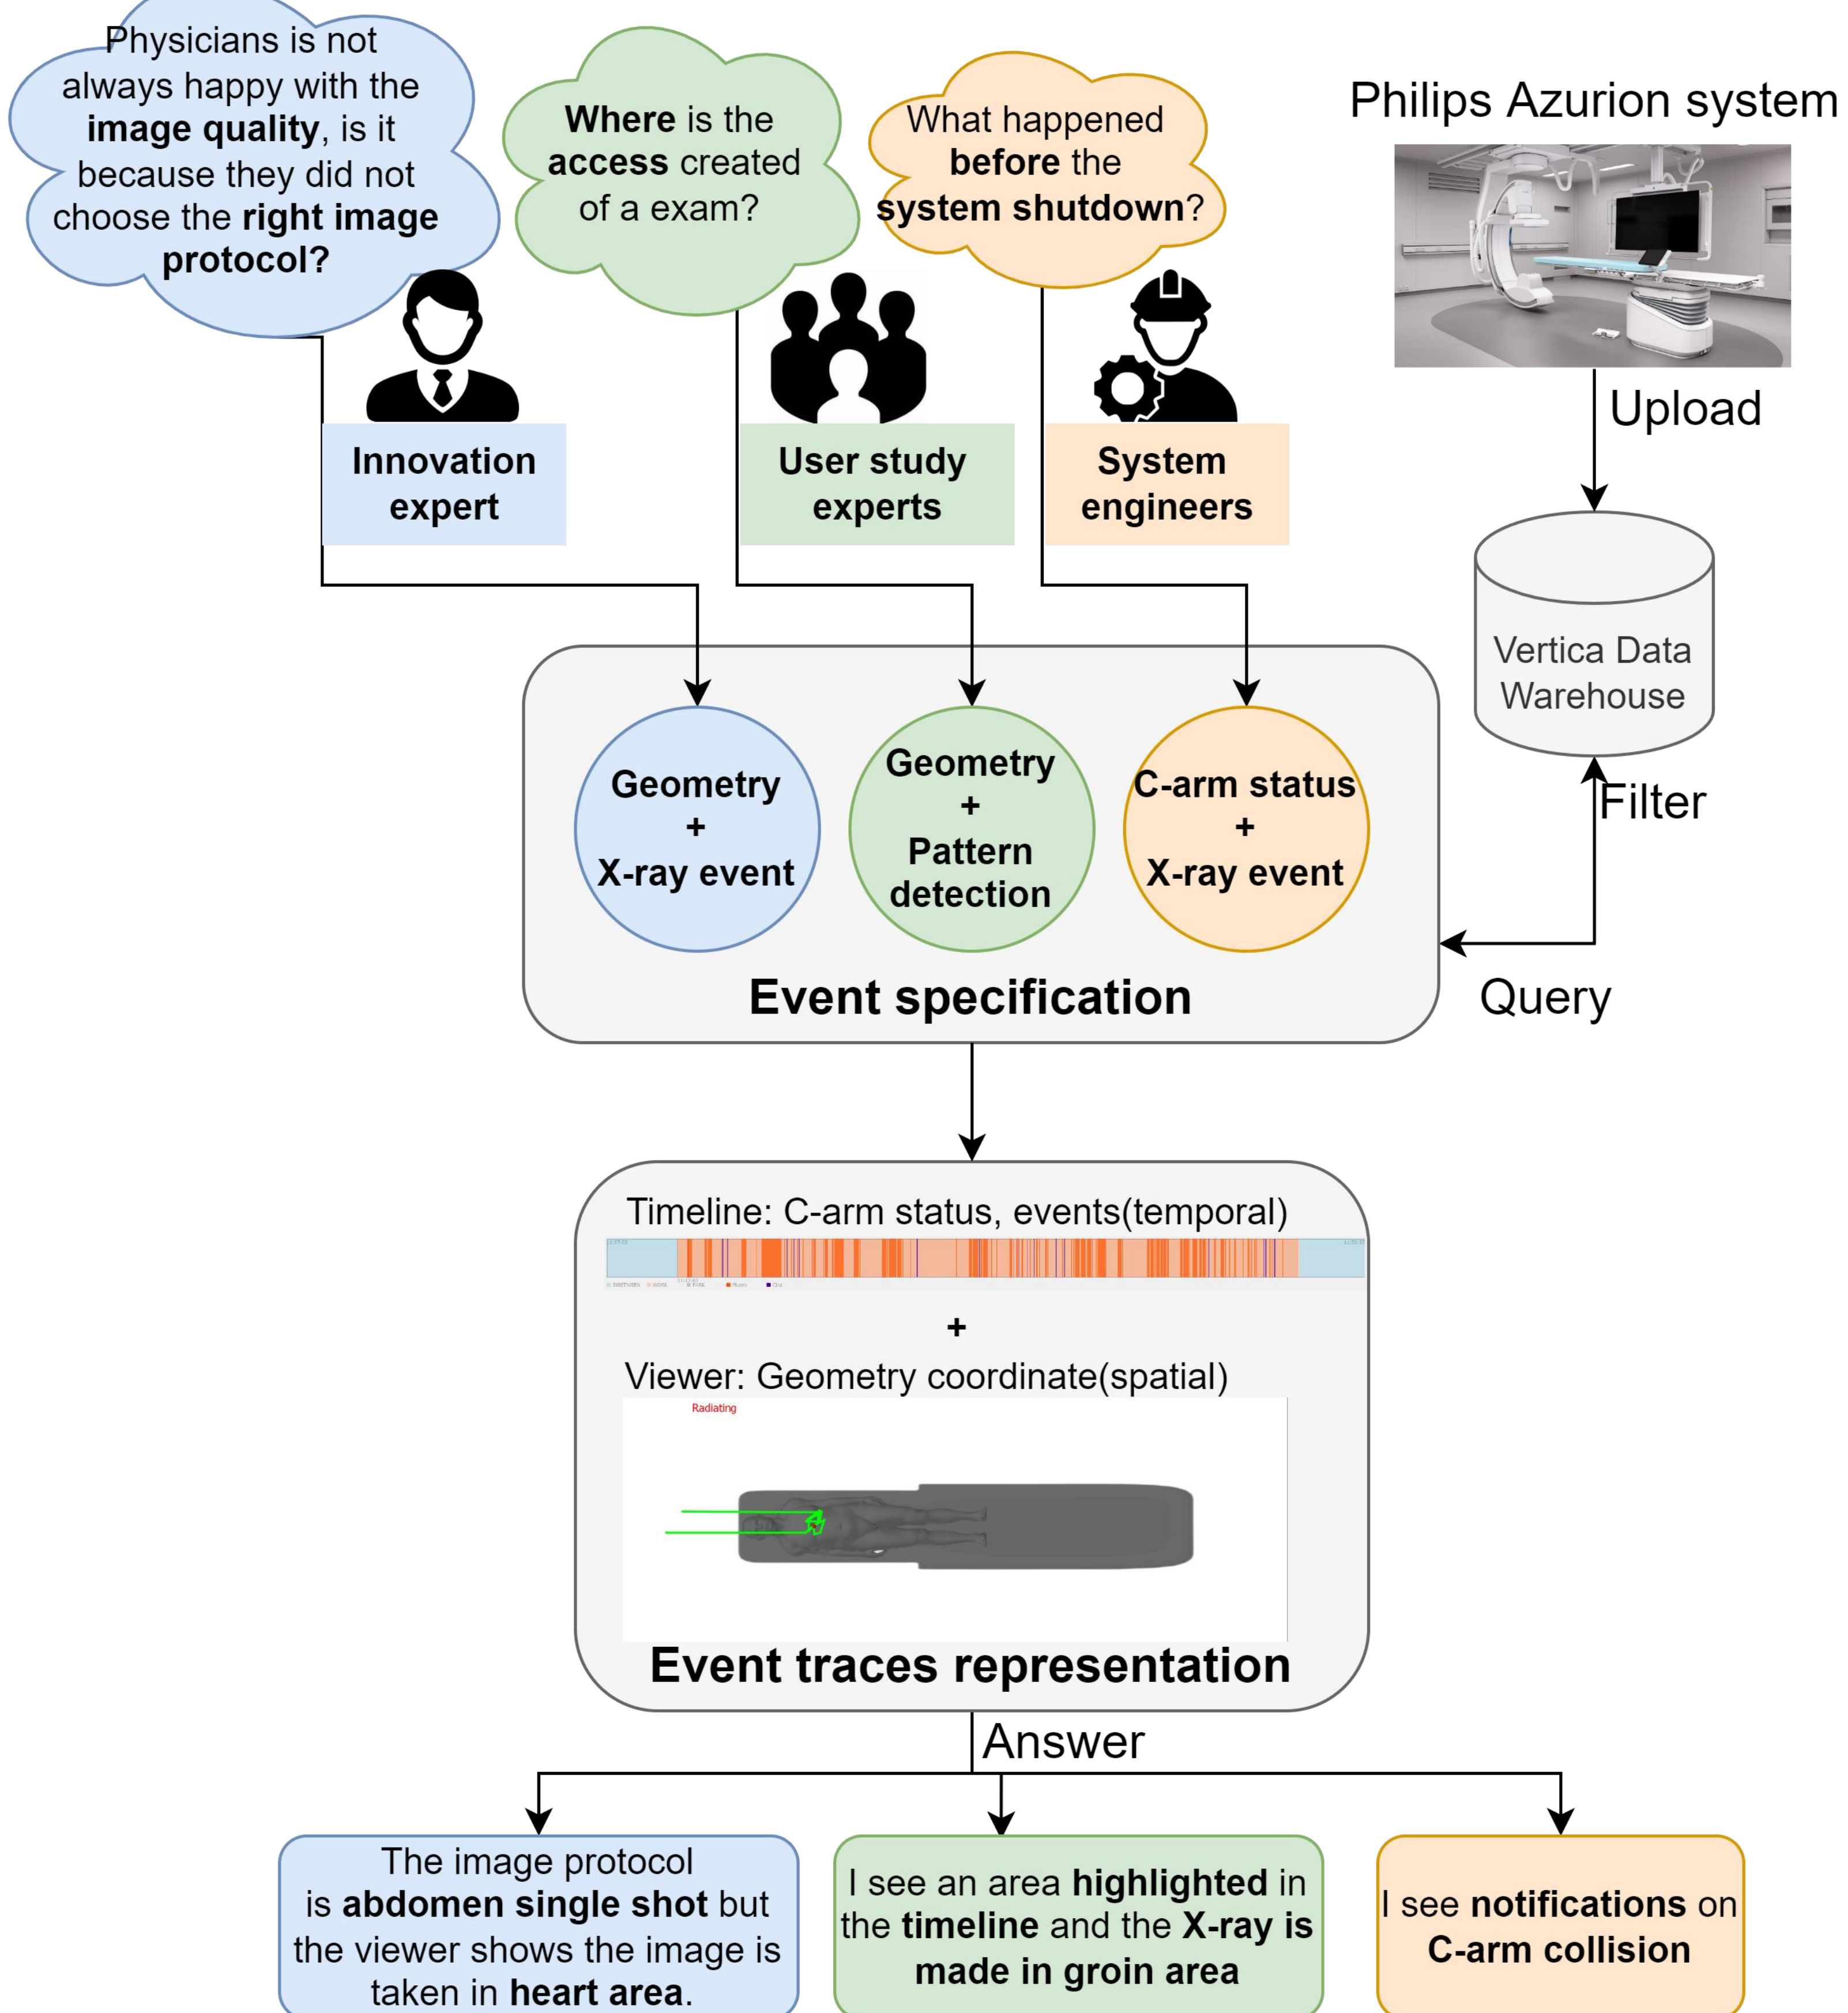 Physicians is not
always happy with the
image quality, is it
because they did not
choose the right image
protocol?
Where is the
access created
of a exam?
What happened
before the
system shutdown?
Philips Azurion system
Upload
Innovation
expert
User study
experts
System
engineers
Vertica Data
Warehouse
Filter
Geometry
+
X-ray event
Geometry
+
Pattern
detection
C-arm status
+
X-ray event
Event specification
Query
Timeline: C-arm status, events(temporal)
+
Viewer: Geometry coordinate(spatial)
Radiating
Event traces representation
Answer
The image protocol
is abdomen single shot but
the viewer shows the image is
taken in heart area.
I see an area highlighted in
the timeline and the X-ray is
made in groin area
I see notifications on
C-arm collision